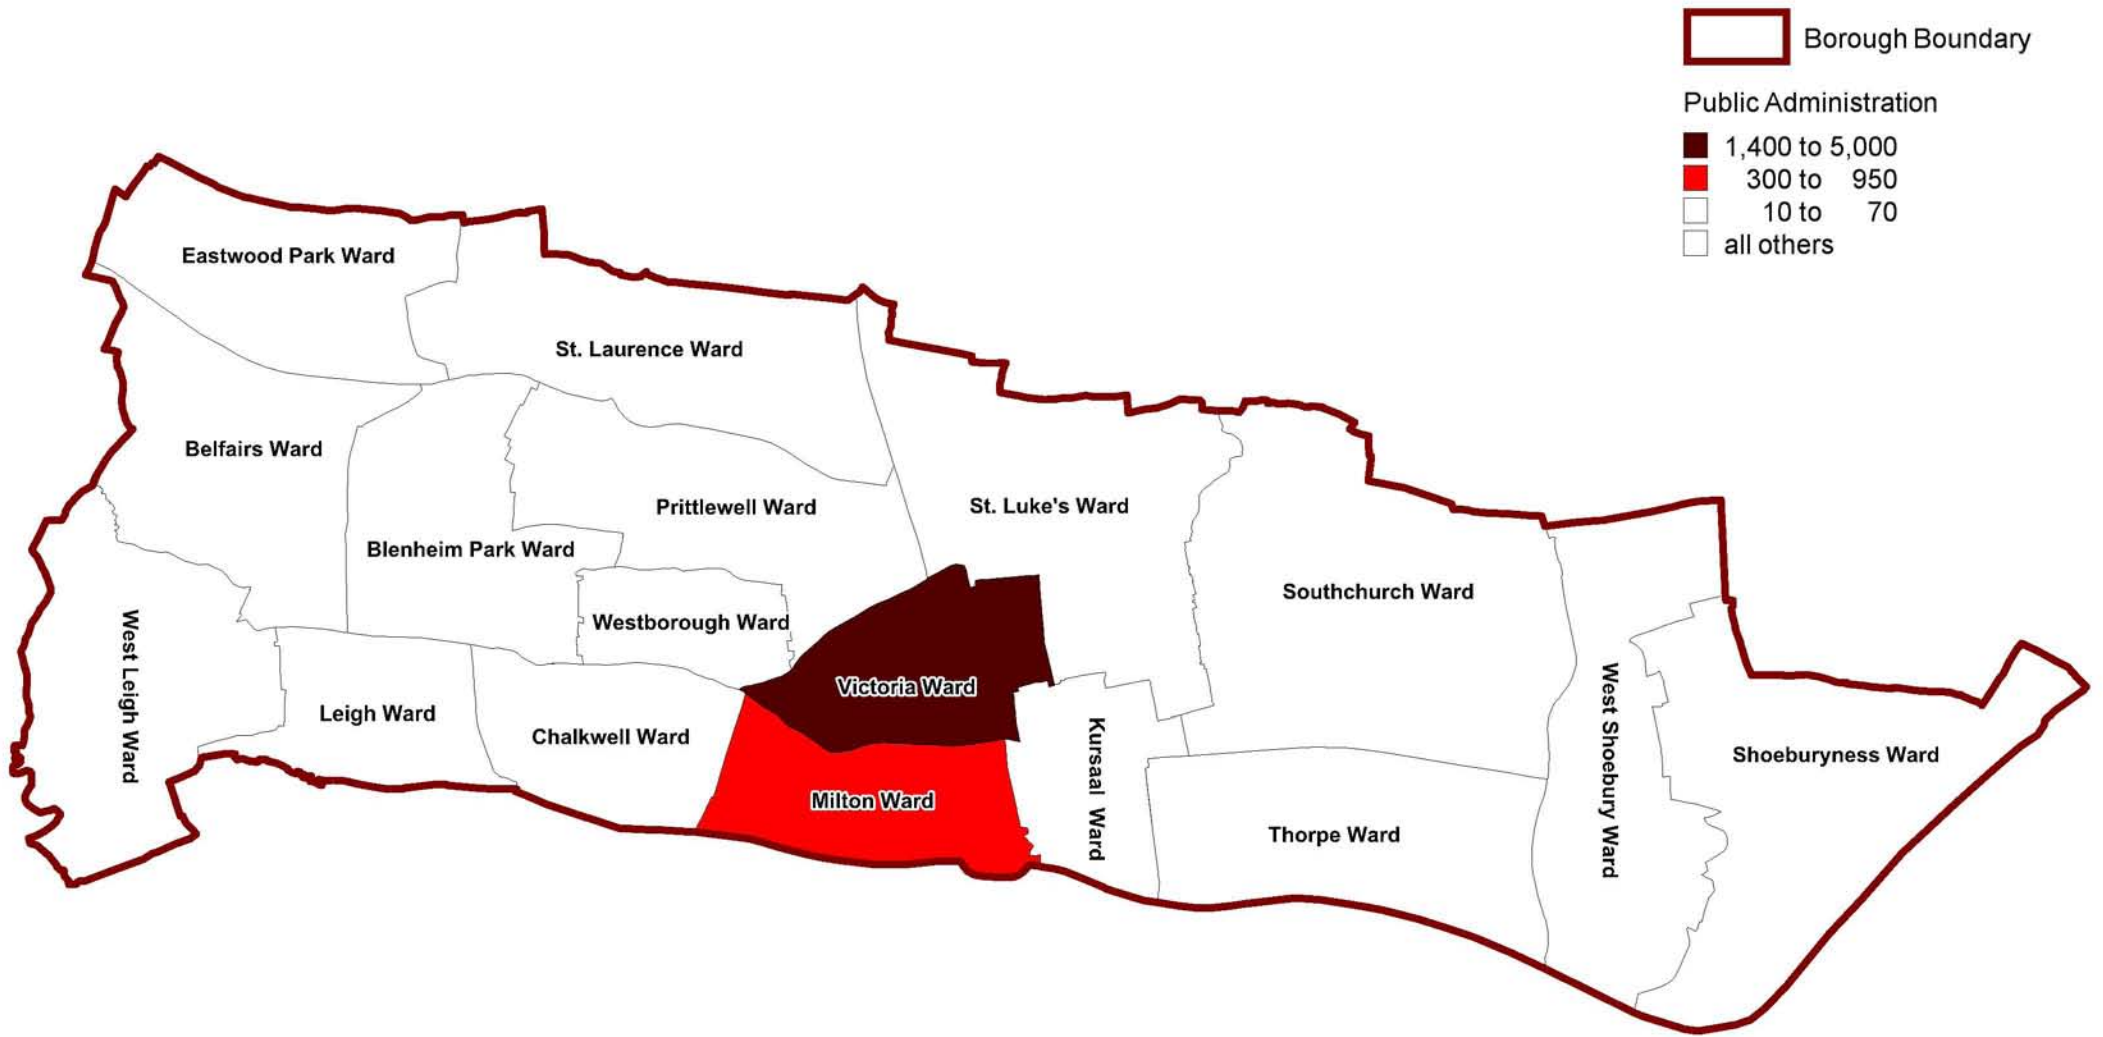 Borough Boundary
Public Administration
1,400 to 5,000
300 to 950
10 to 70
all others
Eastwood Park Ward
St. Laurence Ward
Belfairs Ward
Prittlewell Ward
St. Luke's Ward
Blenheim Park Ward
Southchurch Ward
Westborough Ward
West Leigh Ward
Victoria Ward
Leigh Ward
Chalkwell Ward
Kursaal Ward
West Shoebury Ward
Shoeburyness Ward
Milton Ward
Thorpe Ward